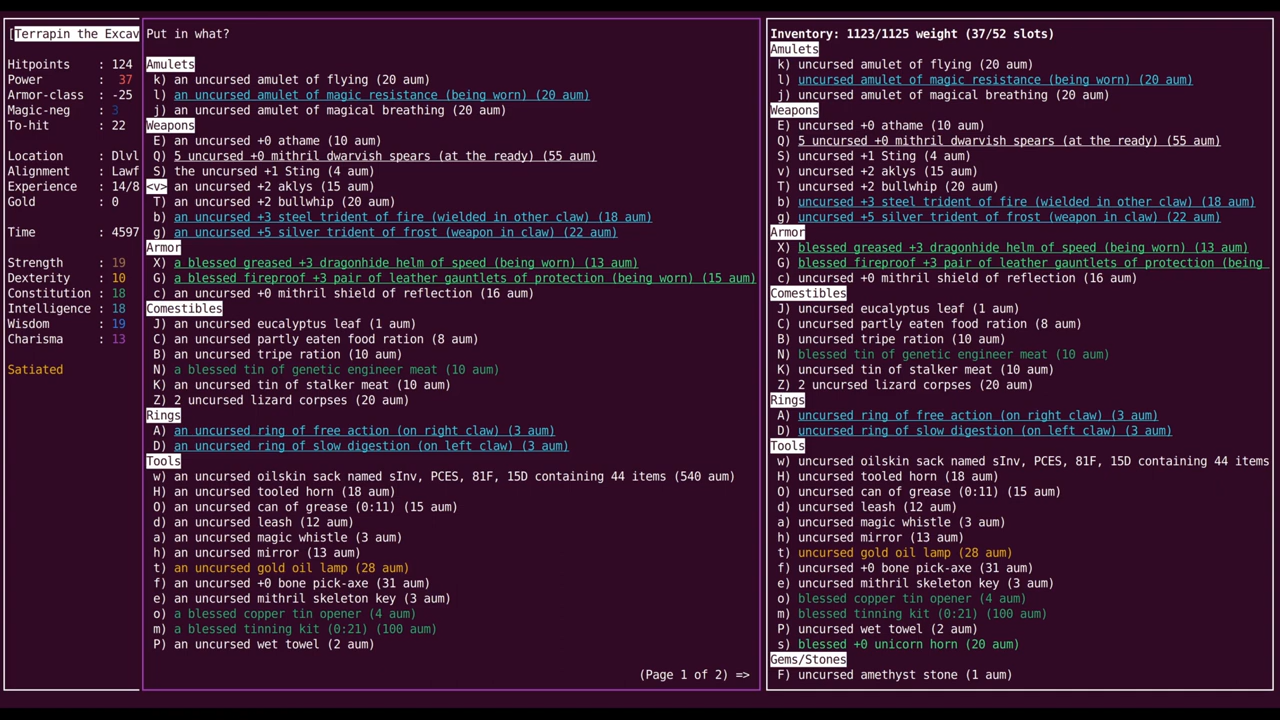 [Terrapin the Excav
Hitpoints : 124
Power : 37
Armor-class : -25
Magic-neg : 3
To-hit : 22
Location : Dlvl
Alignment : Lawf
Experience : 14/8
Gold : 0
Time : 4597
Strength : 19
Dexterity : 10
Constitution : 18
Intelligence : 18
Wisdom : 19
Charisma : 13
Satiated
Put in what?
Amulets
k) an uncursed amulet of flying (20 aum)
l) an uncursed amulet of magic resistance (being worn) (20 aum)
j) an uncursed amulet of magical breathing (20 aum)
Weapons
E) an uncursed +0 athame (10 aum)
Q) 5 uncursed +0 mithril dwarvish spears (at the ready) (55 aum)
S) the uncursed +1 Sting (4 aum)
<v> an uncursed +2 aklys (15 aum)
T) an uncursed +2 bullwhip (20 aum)
b) an uncursed +3 steel trident of fire (wielded in other claw) (18 aum)
g) an uncursed +5 silver trident of frost (weapon in claw) (22 aum)
Armor
X) a blessed greased +3 dragonhide helm of speed (being worn) (13 aum)
G) a blessed fireproof +3 pair of leather gauntlets of protection (being worn) (15 aum)
c) an uncursed +0 mithril shield of reflection (16 aum)
Comestibles
J) an uncursed eucalyptus leaf (1 aum)
C) an uncursed partly eaten food ration (8 aum)
B) an uncursed tripe ration (10 aum)
N) a blessed tin of genetic engineer meat (10 aum)
K) an uncursed tin of stalker meat (10 aum)
Z) 2 uncursed lizard corpses (20 aum)
Rings
A) an uncursed ring of free action (on right claw) (3 aum)
D) an uncursed ring of slow digestion (on left claw) (3 aum)
Tools
w) an uncursed oilskin sack named sInv, PCES, 81F, 15D containing 44 items (540 aum)
H) an uncursed tooled horn (18 aum)
O) an uncursed can of grease (0:11) (15 aum)
d) an uncursed leash (12 aum)
a) an uncursed magic whistle (3 aum)
h) an uncursed mirror (13 aum)
t) an uncursed gold oil lamp (28 aum)
f) an uncursed +0 bone pick-axe (31 aum)
e) an uncursed mithril skeleton key (3 aum)
o) a blessed copper tin opener (4 aum)
m) a blessed tinning kit (0:21) (100 aum)
P) an uncursed wet towel (2 aum)
(Page 1 of 2) =>
Inventory: 1123/1125 weight (37/52 slots)
Amulets
k) uncursed amulet of flying (20 aum)
l) uncursed amulet of magic resistance (being worn) (20 aum)
j) uncursed amulet of magical breathing (20 aum)
Weapons
E) uncursed +0 athame (10 aum)
Q) 5 uncursed +0 mithril dwarvish spears (at the ready) (55 aum)
S) uncursed +1 Sting (4 aum)
v) uncursed +2 aklys (15 aum)
T) uncursed +2 bullwhip (20 aum)
b) uncursed +3 steel trident of fire (wielded in other claw) (18 aum)
g) uncursed +5 silver trident of frost (weapon in claw) (22 aum)
Armor
X) blessed greased +3 dragonhide helm of speed (being worn) (13 aum)
G) blessed fireproof +3 pair of leather gauntlets of protection (being
c) uncursed +0 mithril shield of reflection (16 aum)
Comestibles
J) uncursed eucalyptus leaf (1 aum)
C) uncursed partly eaten food ration (8 aum)
B) uncursed tripe ration (10 aum)
N) blessed tin of genetic engineer meat (10 aum)
K) uncursed tin of stalker meat (10 aum)
Z) 2 uncursed lizard corpses (20 aum)
Rings
A) uncursed ring of free action (on right claw) (3 aum)
D) uncursed ring of slow digestion (on left claw) (3 aum)
Tools
w) uncursed oilskin sack named sInv, PCES, 81F, 15D containing 44 items
H) uncursed tooled horn (18 aum)
O) uncursed can of grease (0:11) (15 aum)
d) uncursed leash (12 aum)
a) uncursed magic whistle (3 aum)
h) uncursed mirror (13 aum)
t) uncursed gold oil lamp (28 aum)
f) uncursed +0 bone pick-axe (31 aum)
e) uncursed mithril skeleton key (3 aum)
o) blessed copper tin opener (4 aum)
m) blessed tinning kit (0:21) (100 aum)
P) uncursed wet towel (2 aum)
s) blessed +0 unicorn horn (20 aum)
Gems/Stones
F) uncursed amethyst stone (1 aum)